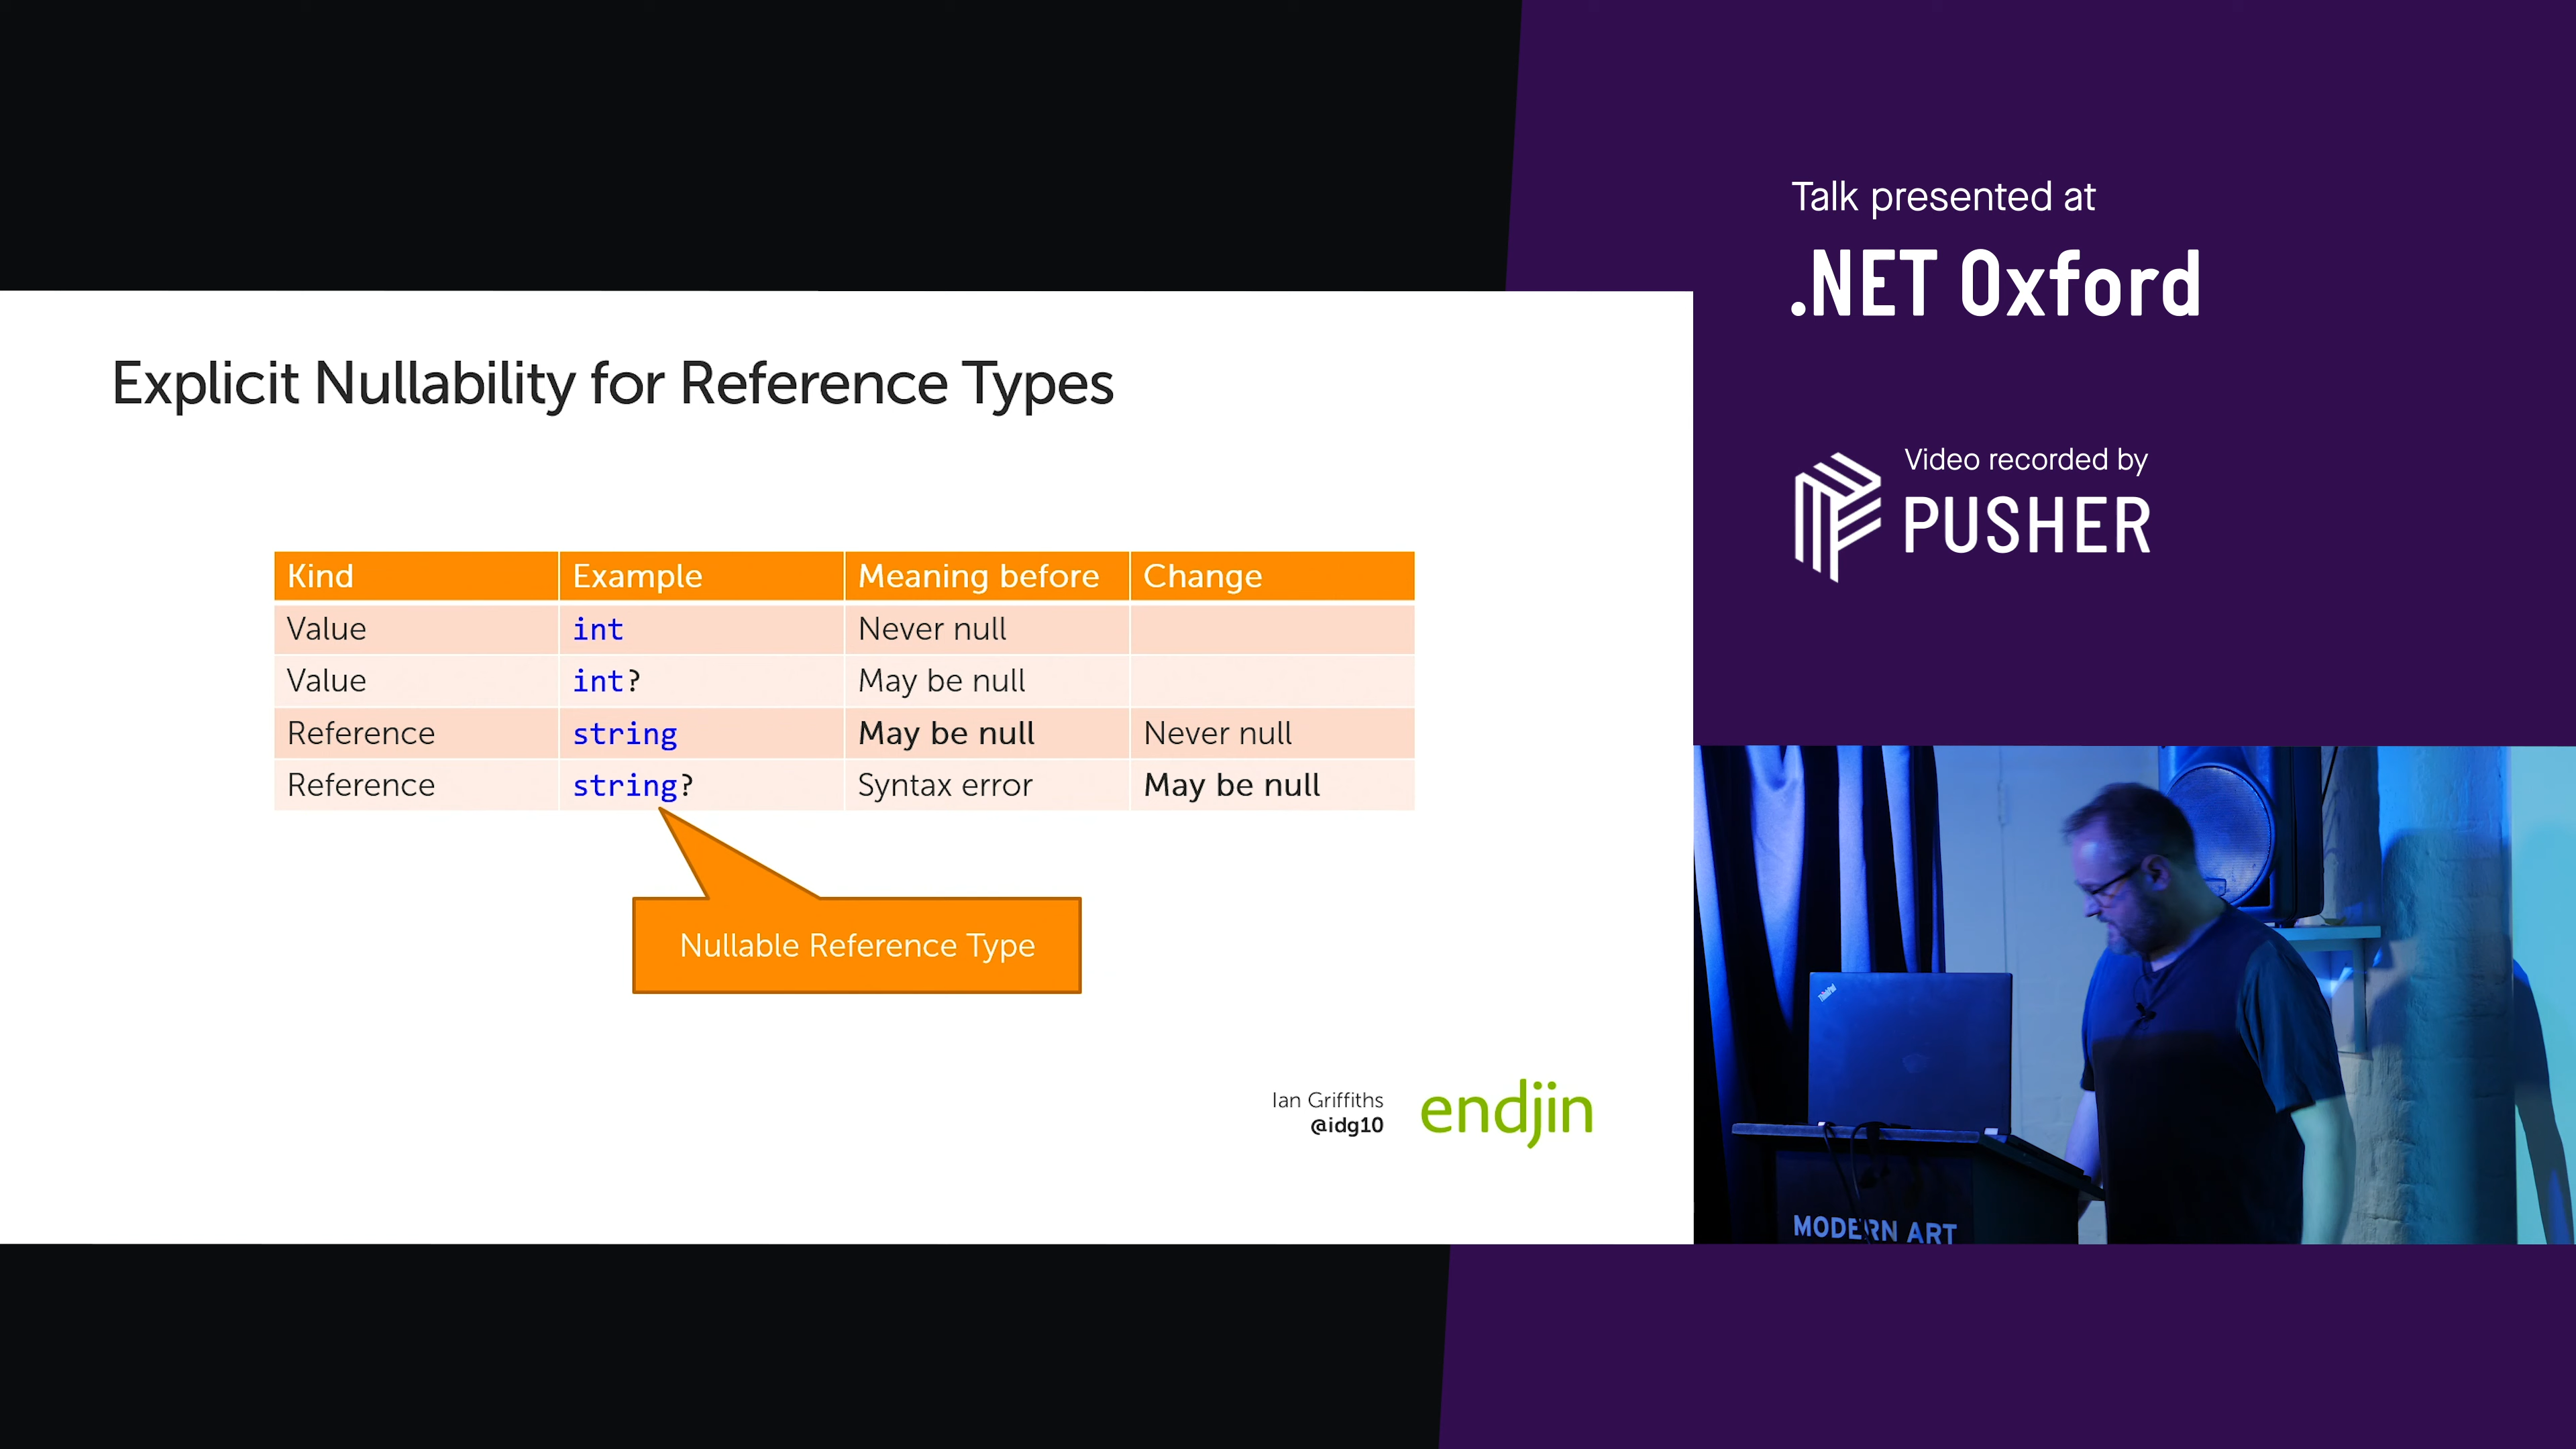 Talk presented at
.NET Oxford
Video recorded by
PUSHER
Explicit Nullability for Reference Types
Kind Example Meaning before Change
Value int Never null
Value int? May be null
Reference string May be null Never null
Reference string? Syntax error May be null
Nullable Reference Type
Ian Griffiths
@idg10
endjin
ThinkPad
MODERN ART